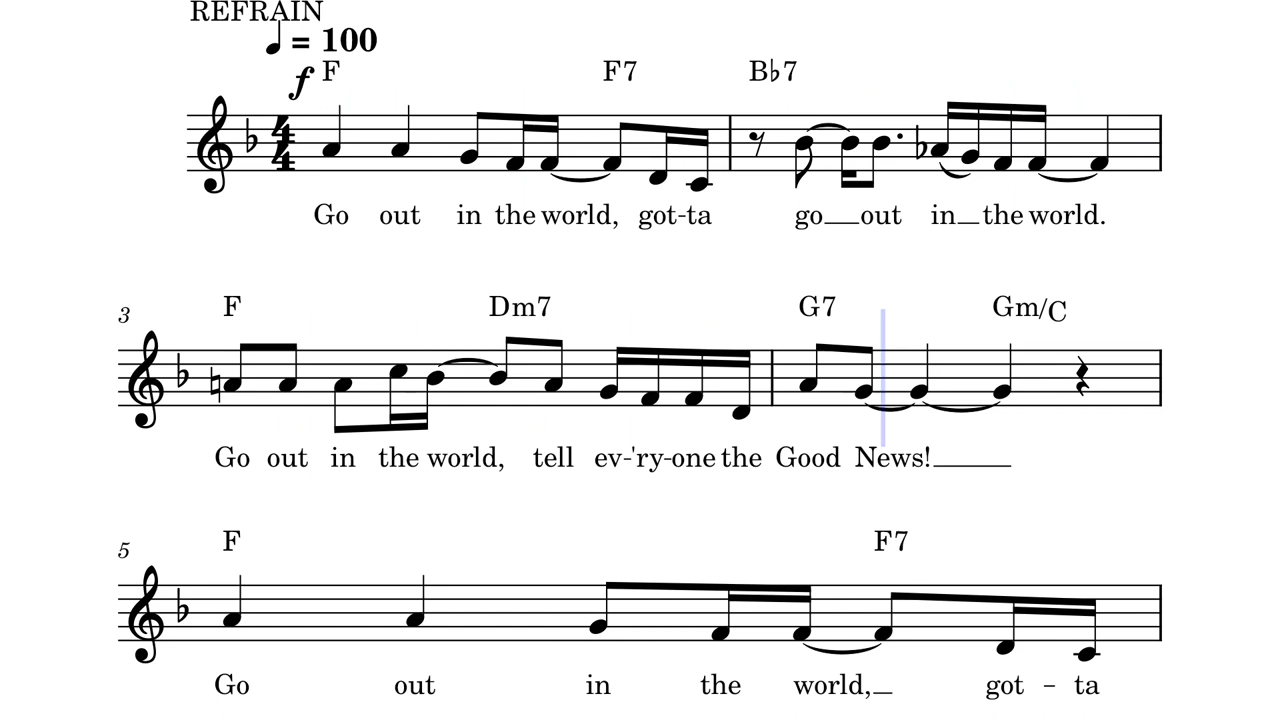 REFRAIN
♩ = 100
f F F7 B♭7
4/4
Go out in the world, got-ta go out in the world.
3 F Dm7 G7 Gm/C
Go out in the world, tell ev-'ry-one the Good News!
5 F F7
Go out in the world, got - ta